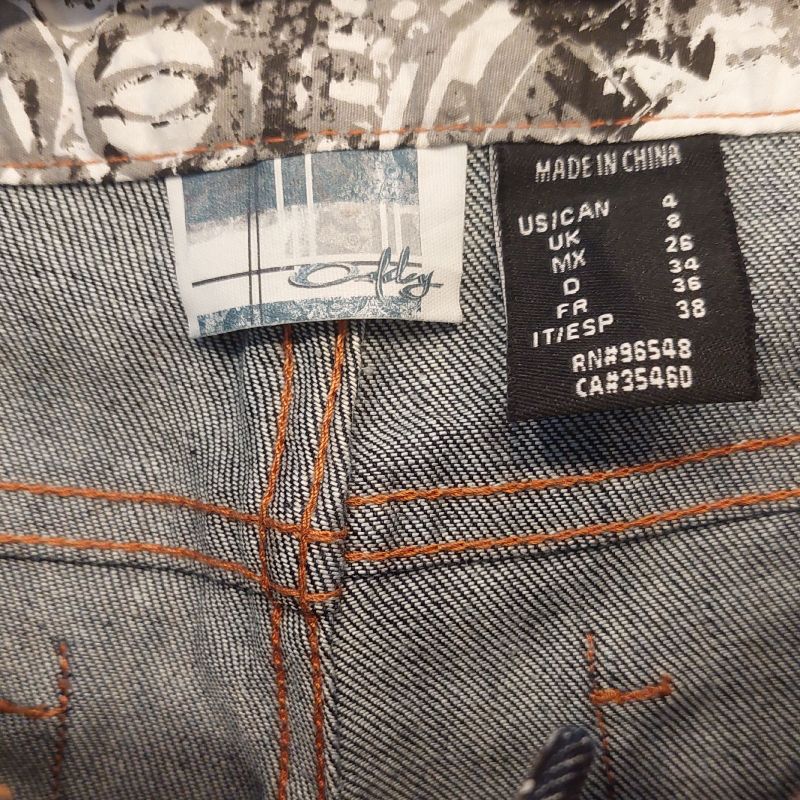 Oakley
MADE IN CHINA
US/CAN 4
UK 8
MX 26
D 34
FR 36
IT/ESP 38
RN#96548
CA#35460